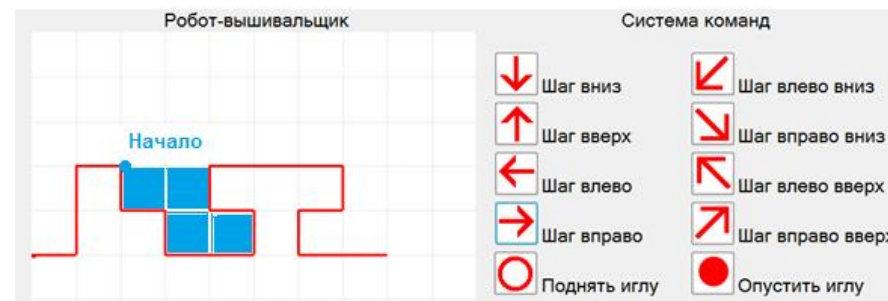 Робот-вышивальщик
Система команд
Начало
Шаг вниз
Шаг влево вниз
Шаг вверх
Шаг вправо вниз
Шаг влево
Шаг влево вверх
Шаг вправо
Шаг вправо вверх
Поднять иглу
Опустить иглу